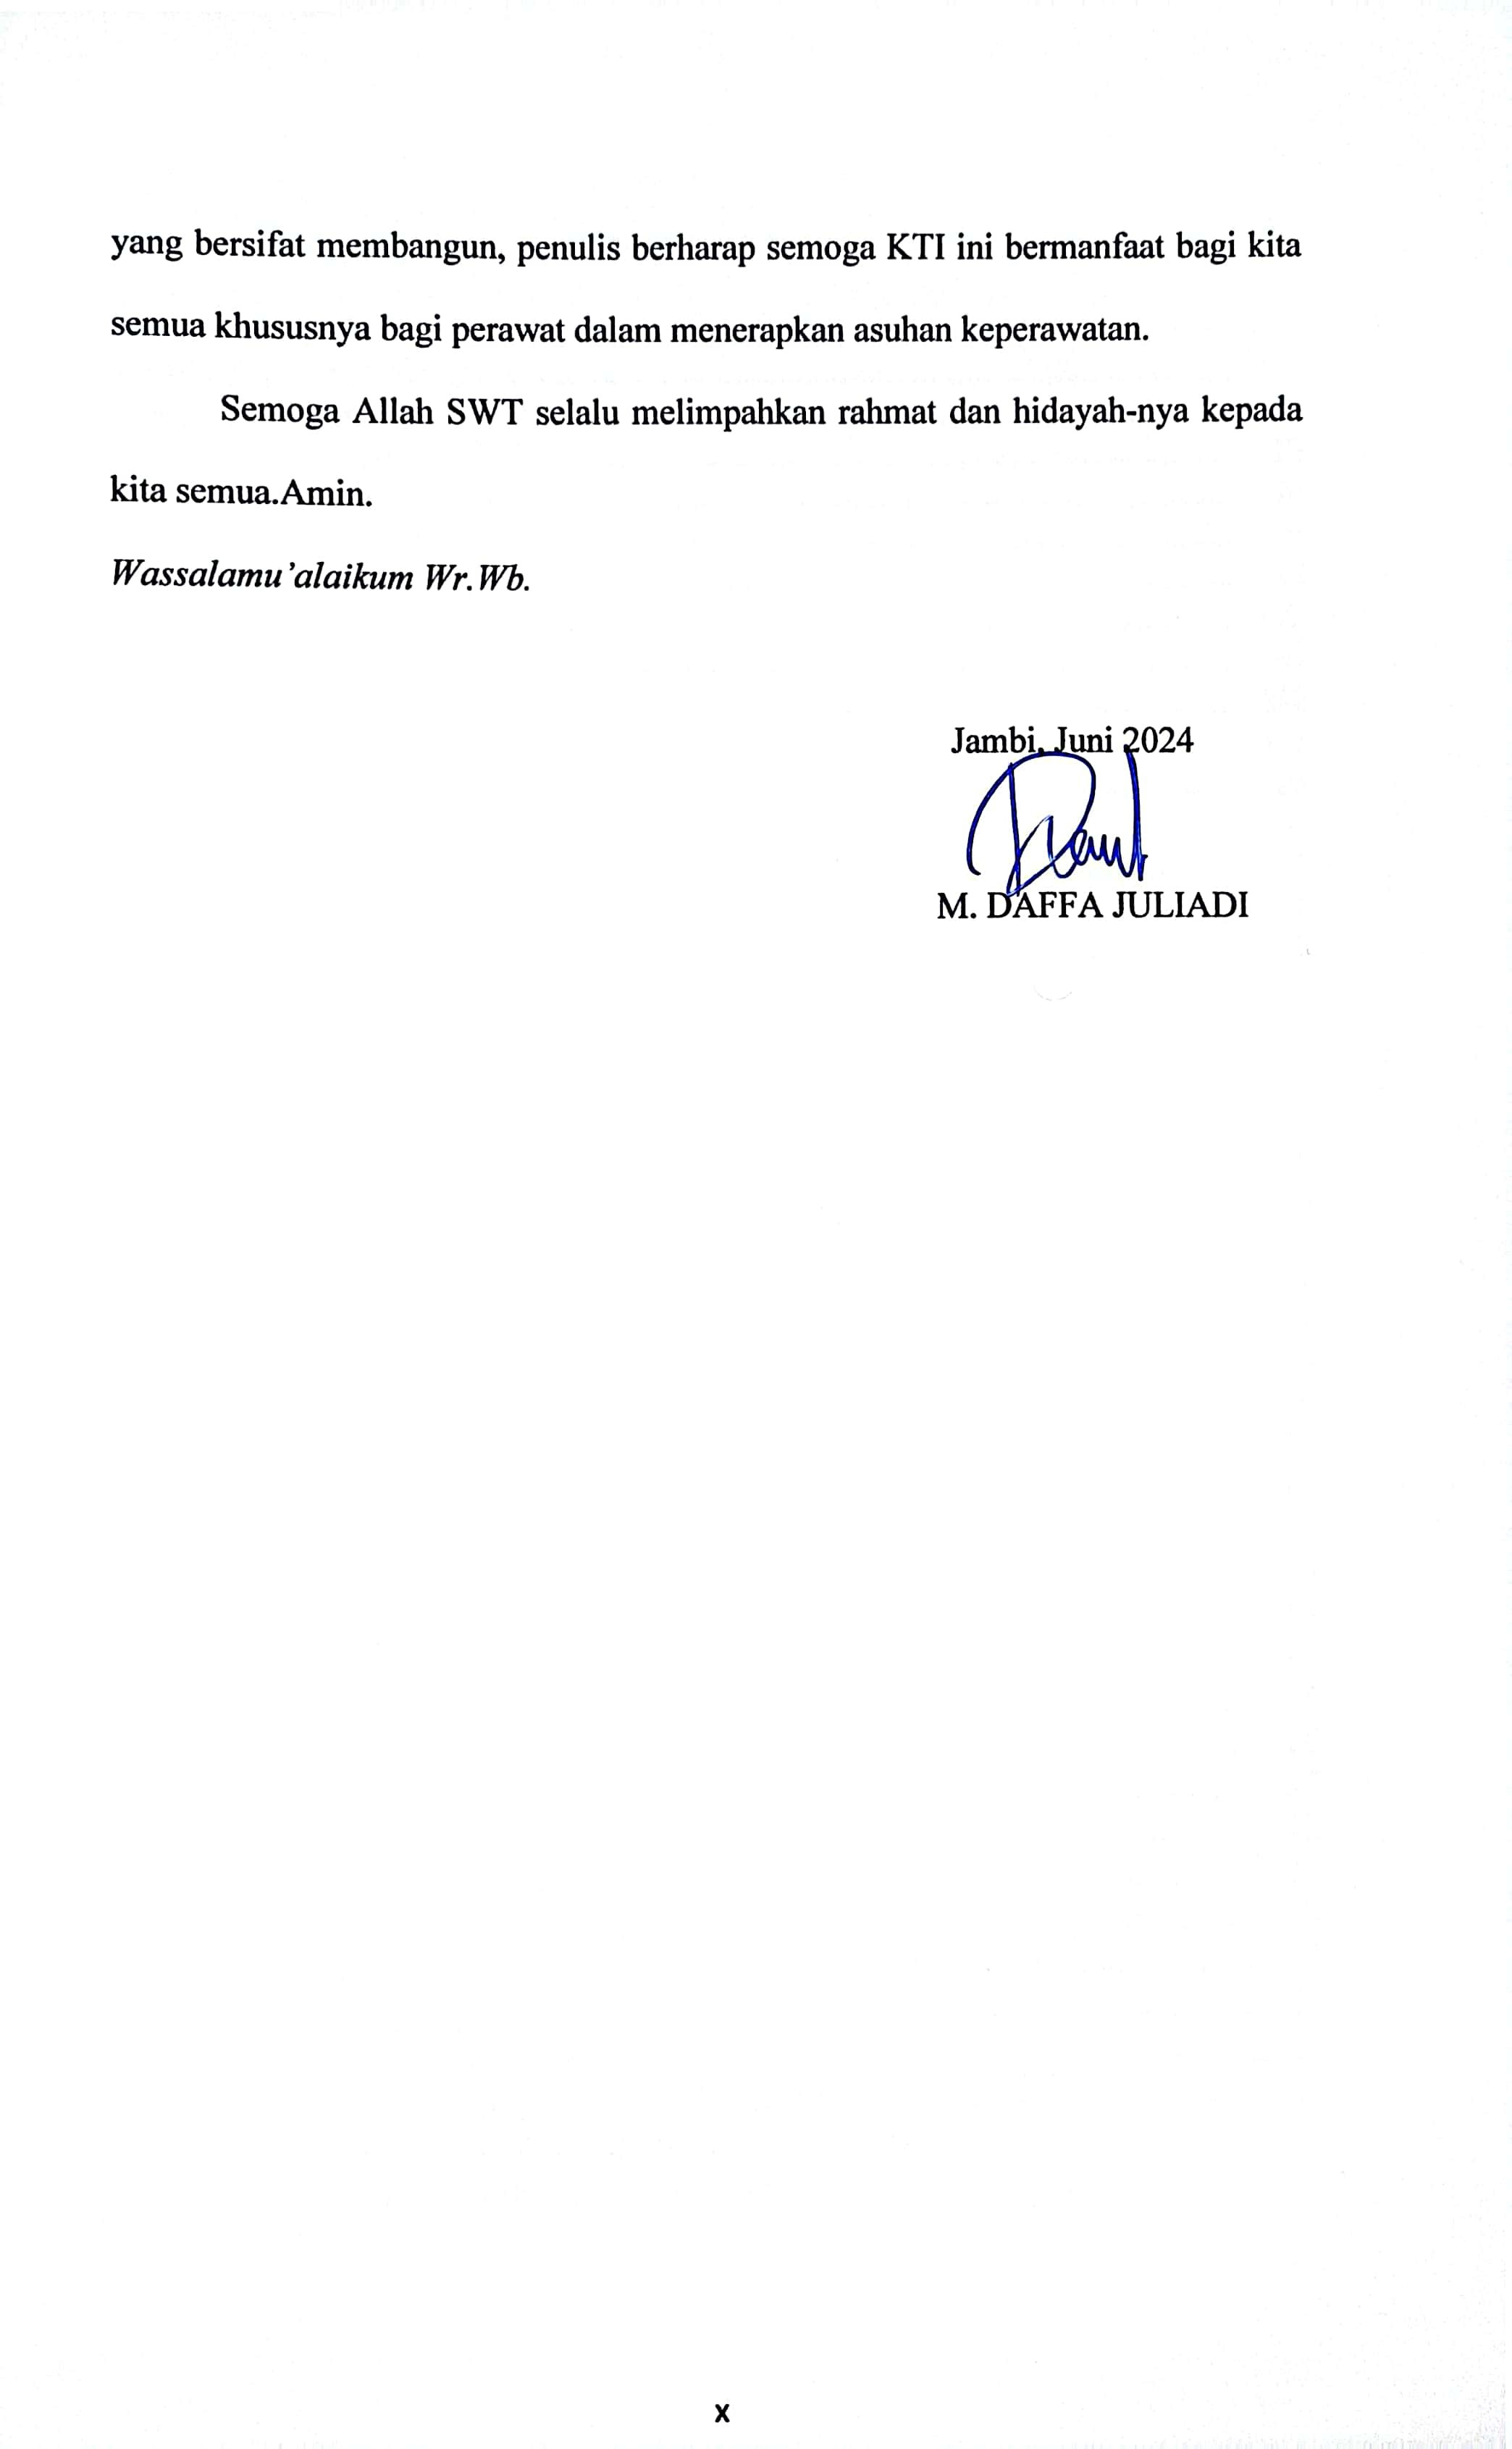 yang bersifat membangun, penulis berharap semoga KTI ini bermanfaat bagi kita
semua khususnya bagi perawat dalam menerapkan asuhan keperawatan.
Semoga Allah SWT selalu melimpahkan rahmat dan hidayah-nya kepada
kita semua.Amin.
Wassalamu’alaikum Wr.Wb.
Jambi, Juni 2024
M. DAFFA JULIADI
x